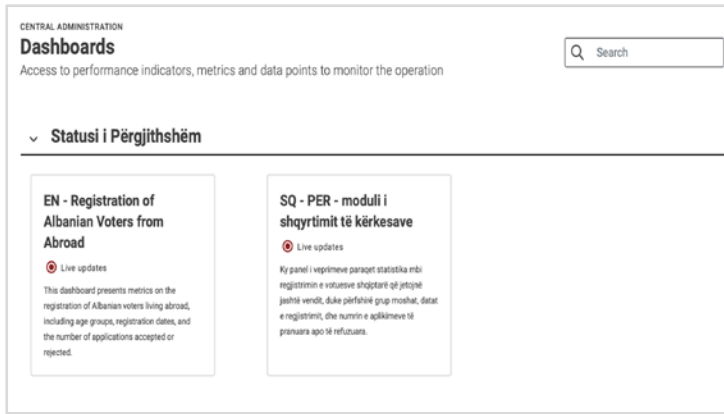 CENTRAL ADMINISTRATION
Dashboards
Search
Access to performance indicators, metrics and data points to monitor the operation
Statusi i Përgjithshëm
EN - Registration of
Albanian Voters from
Abroad
Live updates
This dashboard presents metrics on the
registration of Albanian voters living abroad,
including age groups, registration dates, and
the number of applications accepted or
rejected.
SQ - PER - moduli i
shqyrtimit të kërkesave
Live updates
Ky panel i veprimeve paraqet statistika mbi
regjistrimin e votuesve shqiptarë që jetojnë
jashtë vendit, duke përfshirë grup moshat, datat
e regjistrimit, dhe numrin e aplikimeve të
pranuara apo të refuzuara.